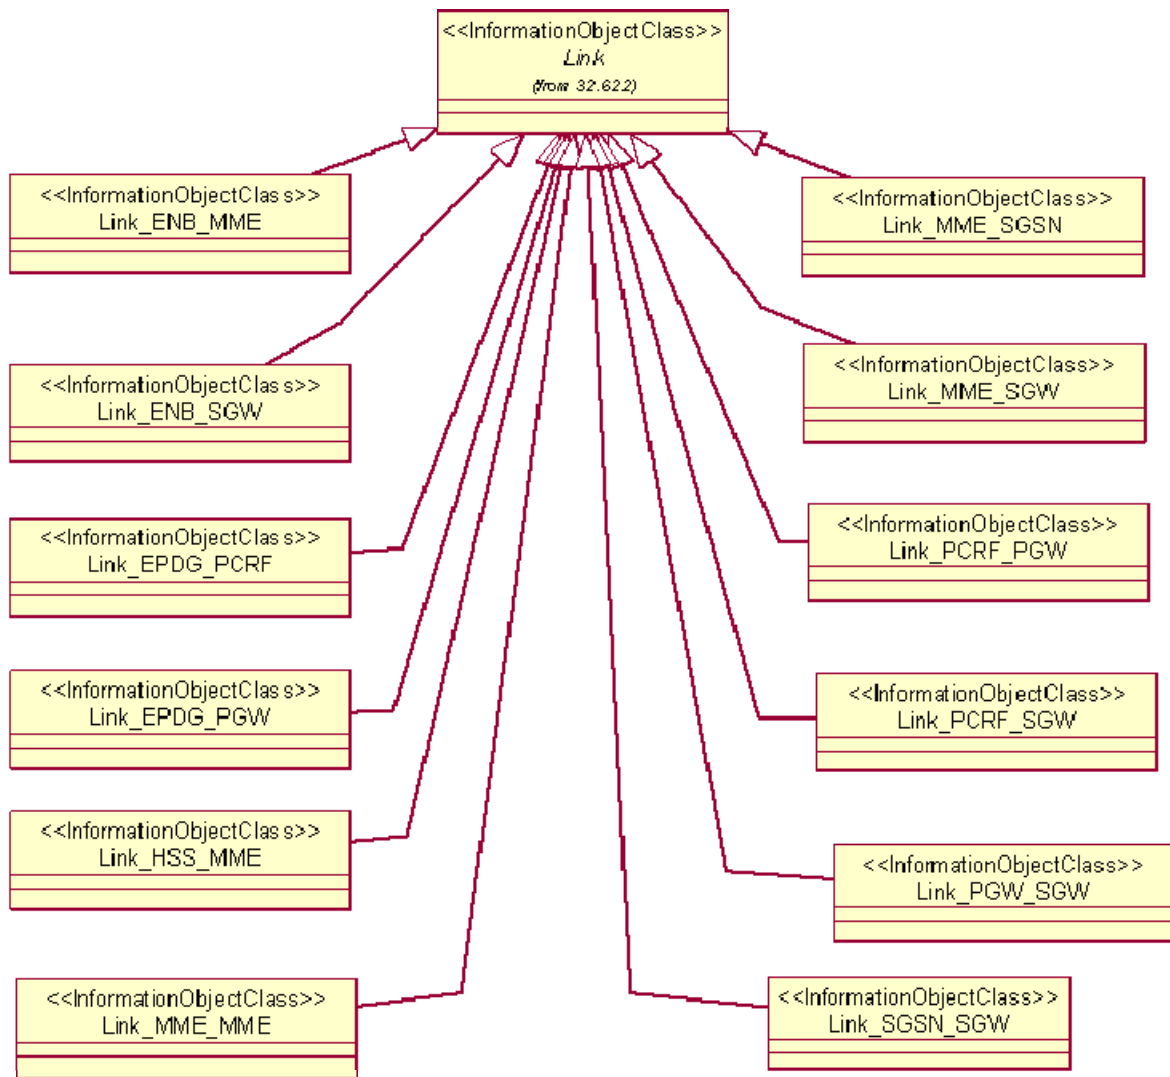 <<InformationObjectClass>>
Link
(from 32.622)
<<InformationObjectClass>>
Link_ENB_MME
<<InformationObjectClass>>
Link_MME_SGSN
<<InformationObjectClass>>
Link_ENB_SGW
<<InformationObjectClass>>
Link_MME_SGW
<<InformationObjectClass>>
Link_EPDG_PCRF
<<InformationObjectClass>>
Link_PCRF_PGW
<<InformationObjectClass>>
Link_EPDG_PGW
<<InformationObjectClass>>
Link_PCRF_SGW
<<InformationObjectClass>>
Link_HSS_MME
<<InformationObjectClass>>
Link_PGW_SGW
<<InformationObjectClass>>
Link_MME_MME
<<InformationObjectClass>>
Link_SGSN_SGW